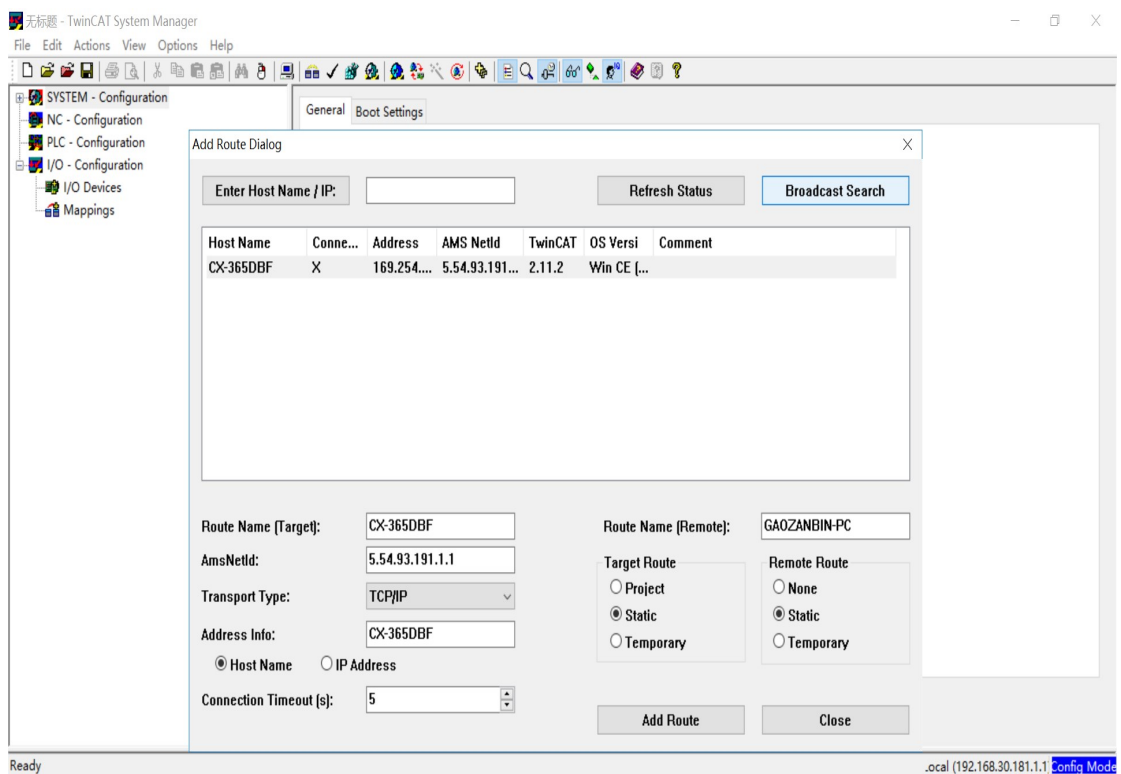 无标题 - TwinCAT System Manager
File Edit Actions View Options Help
SYSTEM - Configuration
NC - Configuration
PLC - Configuration
I/O - Configuration
I/O Devices
Mappings
General Boot Settings
Add Route Dialog
Enter Host Name / IP: Refresh Status Broadcast Search
Host Name Conne... Address AMS NetId TwinCAT OS Versi Comment
CX-365DBF X 169.254.... 5.54.93.191... 2.11.2 Win CE (...
Route Name (Target): CX-365DBF Route Name (Remote): GAOZANBIN-PC
AmsNetId: 5.54.93.191.1.1 Target Route Remote Route
Project None
Transport Type: TCP/IP Static Static
Address Info: CX-365DBF Temporary Temporary
Host Name IP Address
Connection Timeout (s): 5
Add Route Close
Ready .ocal (192.168.30.181.1.1 Config Mode